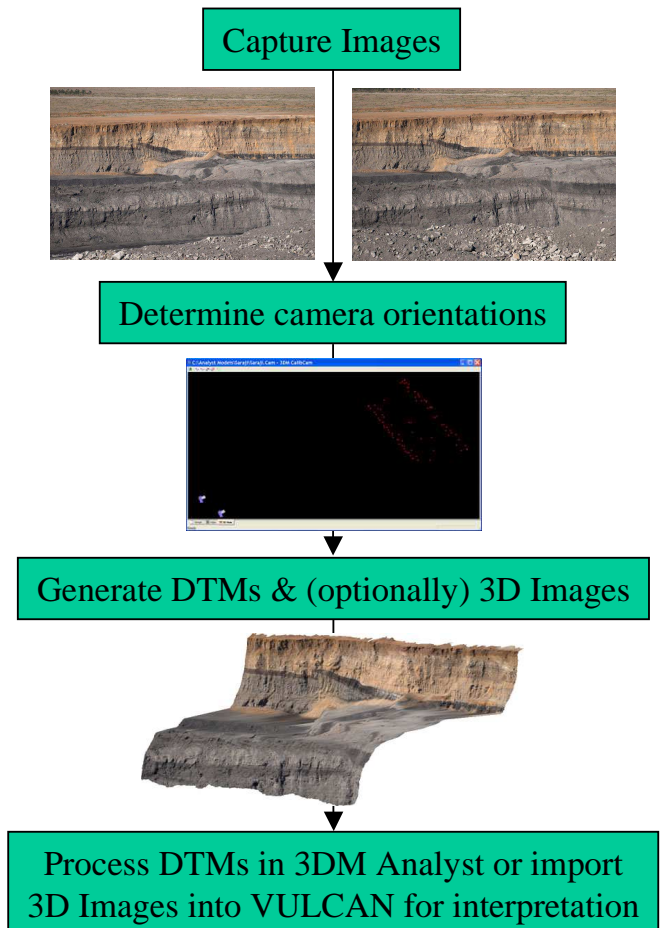 Capture Images
Determine camera orientations
Generate DTMs & (optionally) 3D Images
Process DTMs in 3DM Analyst or import
3D Images into VULCAN for interpretation